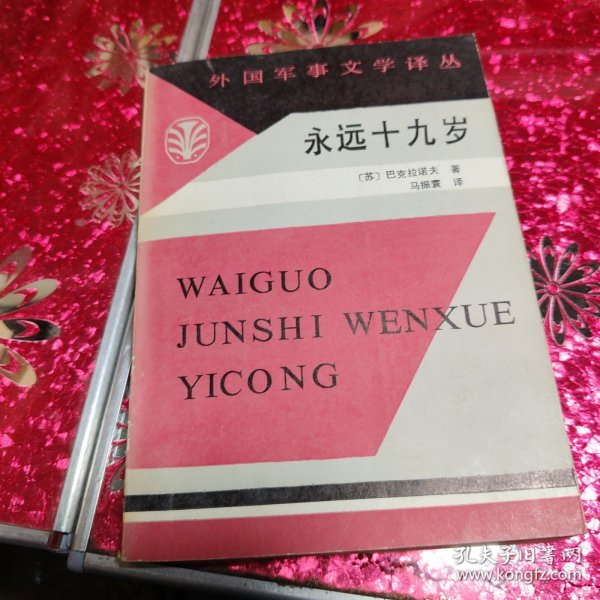 外国军事文学译丛
永远十九岁
〔苏〕巴克拉诺夫 著
马振寰 译
WAIGUO
JUNSHI WENXUE
YICONG
孔夫子旧书网
www.kongfz.com